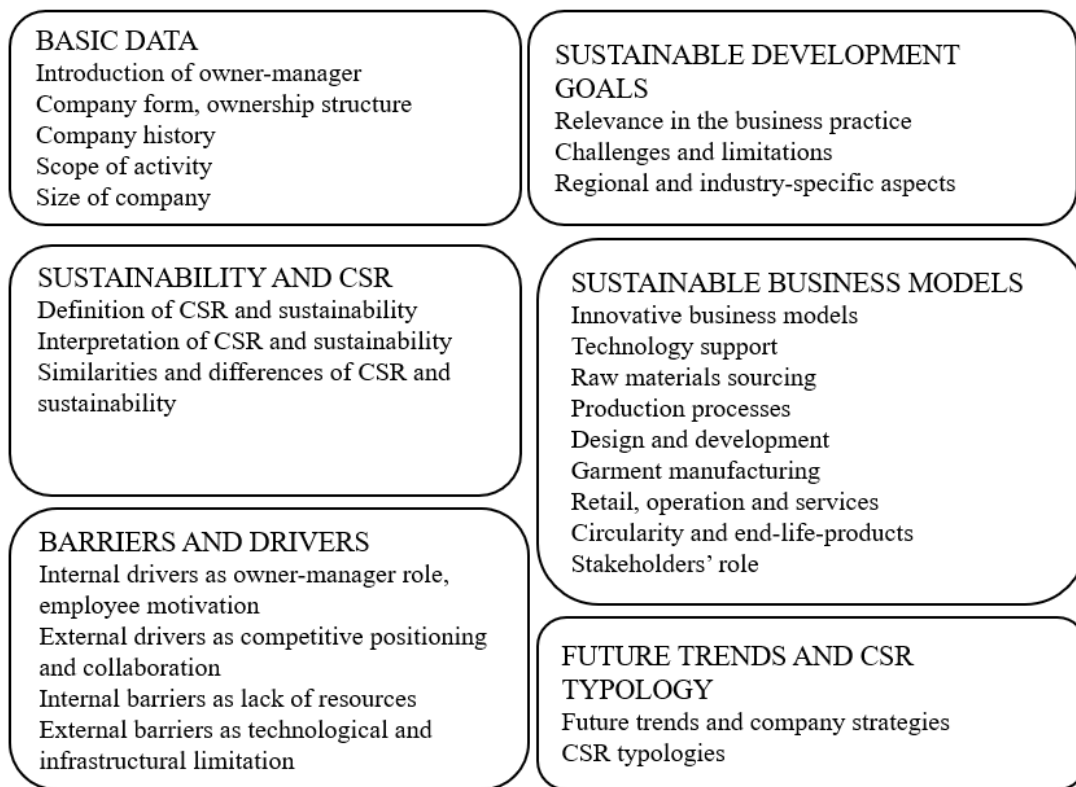 BASIC DATA
Introduction of owner-manager
Company form, ownership structure
Company history
Scope of activity
Size of company
SUSTAINABILITY AND CSR
Definition of CSR and sustainability
Interpretation of CSR and sustainability
Similarities and differences of CSR and
sustainability
BARRIERS AND DRIVERS
Internal drivers as owner-manager role,
employee motivation
External drivers as competitive positioning
and collaboration
Internal barriers as lack of resources
External barriers as technological and
infrastructural limitation
SUSTAINABLE DEVELOPMENT
GOALS
Relevance in the business practice
Challenges and limitations
Regional and industry-specific aspects
SUSTAINABLE BUSINESS MODELS
Innovative business models
Technology support
Raw materials sourcing
Production processes
Design and development
Garment manufacturing
Retail, operation and services
Circularity and end-life-products
Stakeholders’ role
FUTURE TRENDS AND CSR
TYPOLOGY
Future trends and company strategies
CSR typologies